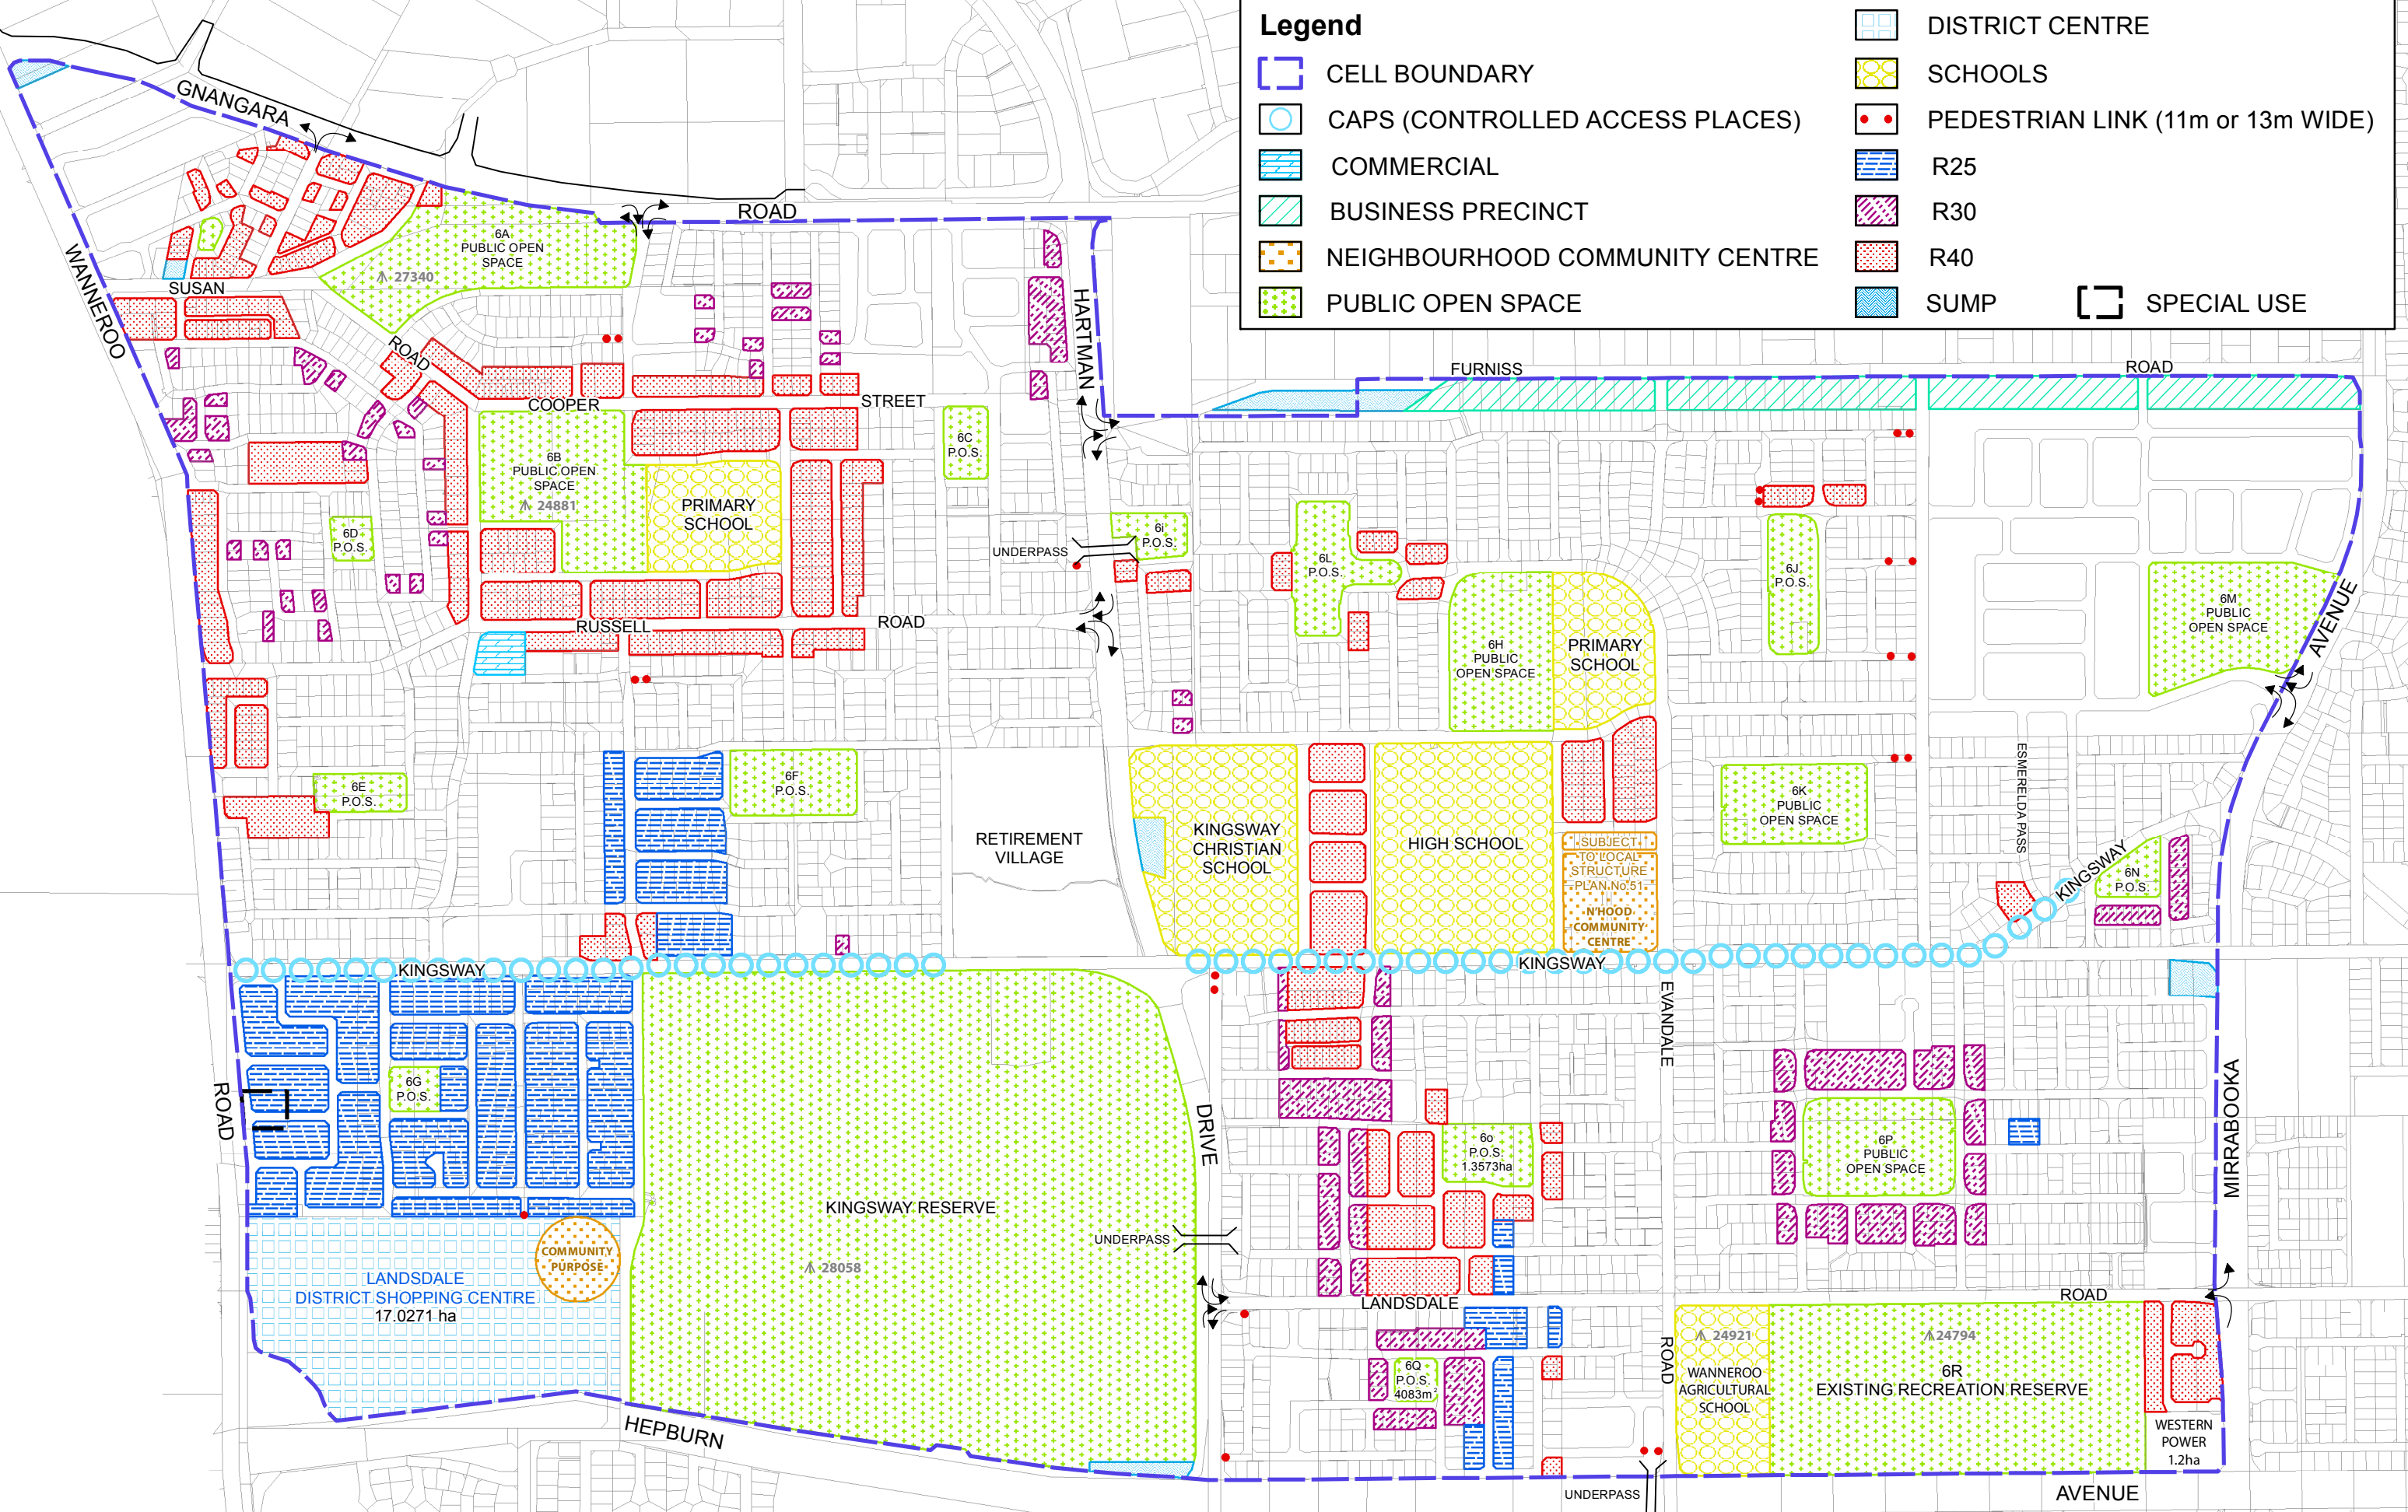 Legend
CELL BOUNDARY
CAPS (CONTROLLED ACCESS PLACES)
COMMERCIAL
BUSINESS PRECINCT
NEIGHBOURHOOD COMMUNITY CENTRE
PUBLIC OPEN SPACE
DISTRICT CENTRE
SCHOOLS
PEDESTRIAN LINK (11m or 13m WIDE)
R25
R30
R40
SUMP
SPECIAL USE
GNANGARA
ROAD
WANNEROO
SUSAN
ROAD
6A
PUBLIC OPEN
SPACE
27340
HARTMAN
FURNISS
ROAD
COOPER
STREET
6B
PUBLIC OPEN
SPACE
24881
PRIMARY
SCHOOL
6C
P.O.S.
6D
P.O.S.
UNDERPASS
6i
P.O.S.
6L
P.O.S.
6H
PUBLIC
OPEN SPACE
PRIMARY
SCHOOL
6J
P.O.S.
6M
PUBLIC
OPEN SPACE
AVENUE
RUSSELL
ROAD
6E
P.O.S.
6F
P.O.S.
RETIREMENT
VILLAGE
KINGSWAY
CHRISTIAN
SCHOOL
HIGH SCHOOL
SUBJECT
TO LOCAL
STRUCTURE
PLAN No.51
N'HOOD
COMMUNITY
CENTRE
6K
PUBLIC
OPEN SPACE
ESMERELDA PASS
KINGSWAY
6N
P.O.S.
KINGSWAY
KINGSWAY
EVANDALE
ROAD
6G
P.O.S.
DRIVE
MIRRABOOKA
6o
P.O.S.
1.3573ha
6P
PUBLIC
OPEN SPACE
KINGSWAY RESERVE
28058
UNDERPASS
COMMUNITY
PURPOSE
LANDSDALE
DISTRICT SHOPPING CENTRE
17.0271 ha
LANDSDALE
ROAD
24921
24794
ROAD
WANNEROO
AGRICULTURAL
SCHOOL
6R
EXISTING RECREATION RESERVE
6Q
P.O.S.
4083m²
WESTERN
POWER
1.2ha
HEPBURN
UNDERPASS
AVENUE